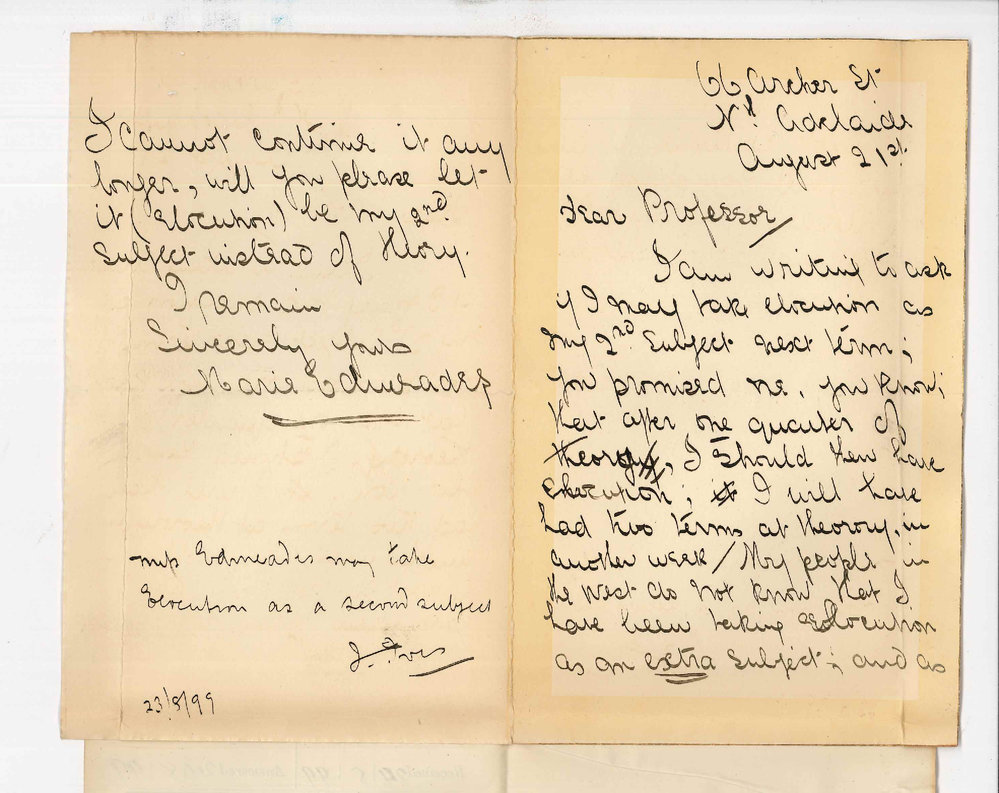 66 Archer St
Nth Adelaide
August 21st.
Dear Professor,
I am writing to ask
if I may take elocution as
my 2nd Subject next term;
you promised me, you know,
that after one quarter of
theory, I should then have
elocution; I will have
had two terms at theory, in
another week / My people in
the West do not know that I
have been taking Elocution
as an extra subject; and as
I cannot continue it any
longer, will you please let
it (Elocution) be my 2nd
Subject instead of theory.
I remain
Sincerely yours
Marie Edmeades
Miss Edmeades may take
Elocution as a second subject
J. Ives
23/8/99